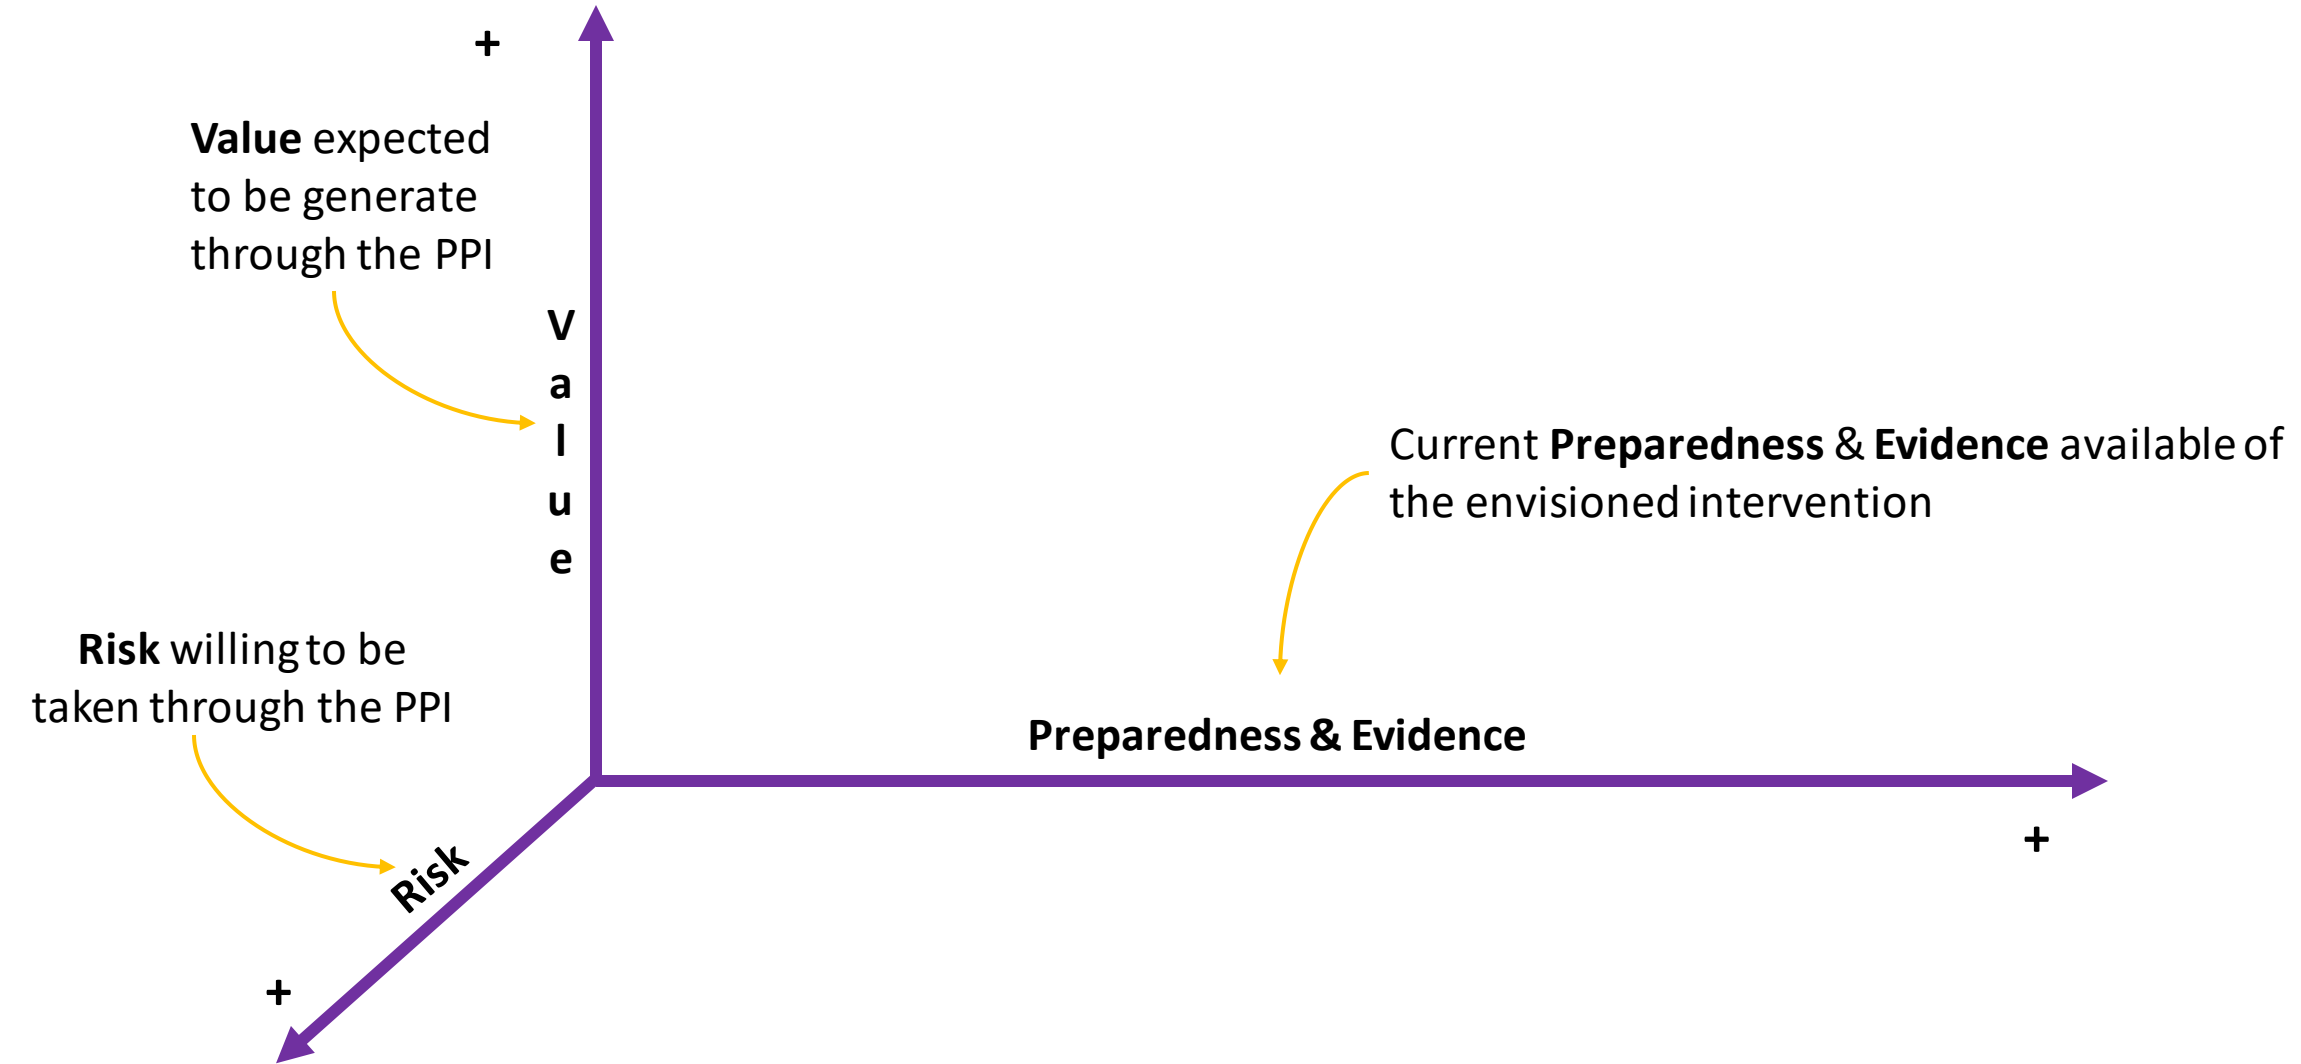 +
Value expected
to be generate
through the PPI
V
a
l
u
e
Current Preparedness & Evidence available of
the envisioned intervention
Risk willing to be
taken through the PPI
Preparedness & Evidence
+
Risk
+